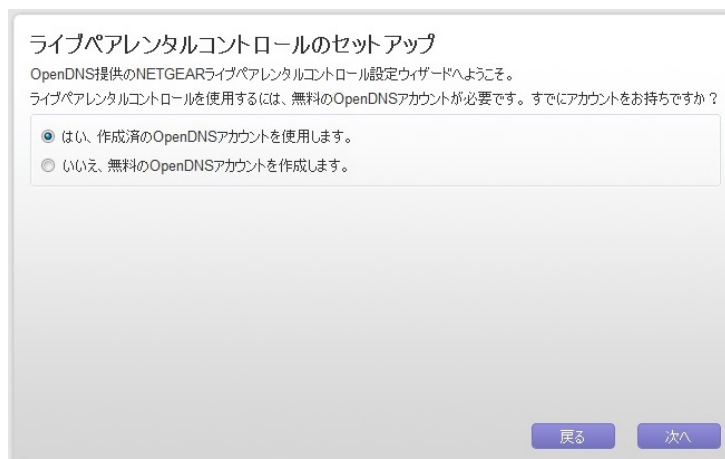 ライブペアレンタルコントロールのセットアップ
OpenDNS提供のNETGEARライブペアレンタルコントロール設定ウィザードへようこそ。
ライブペアレンタルコントロールを使用するには、無料のOpenDNSアカウントが必要です。すでにアカウントをお持ちですか？
はい、作成済のOpenDNSアカウントを使用します。
いいえ、無料のOpenDNSアカウントを作成します。
戻る
次へ